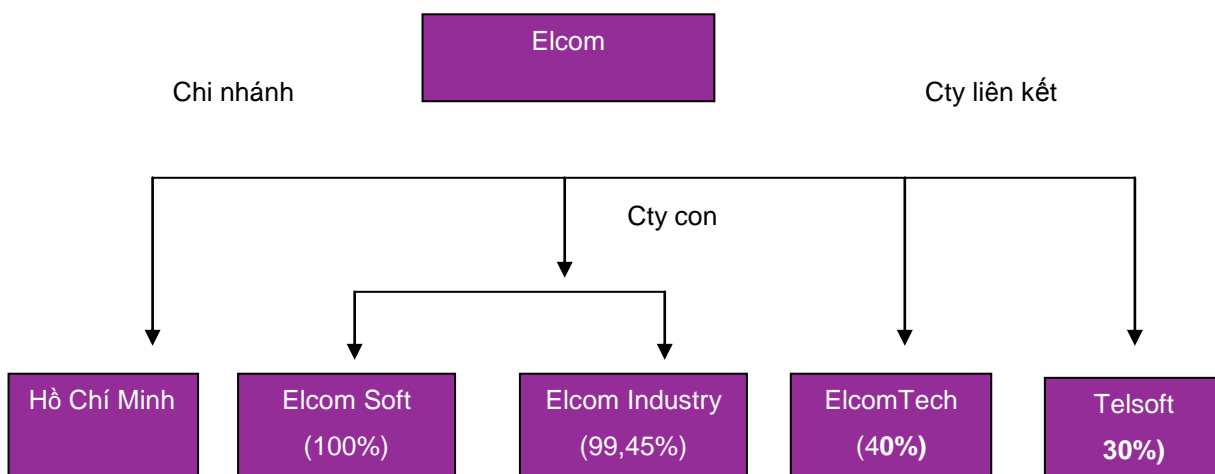 Elcom
Chi nhánh
Cty liên kết
Cty con
Hồ Chí Minh
Elcom Soft
(100%)
Elcom Industry
(99,45%)
ElcomTech
(40%)
Telsoft
30%)